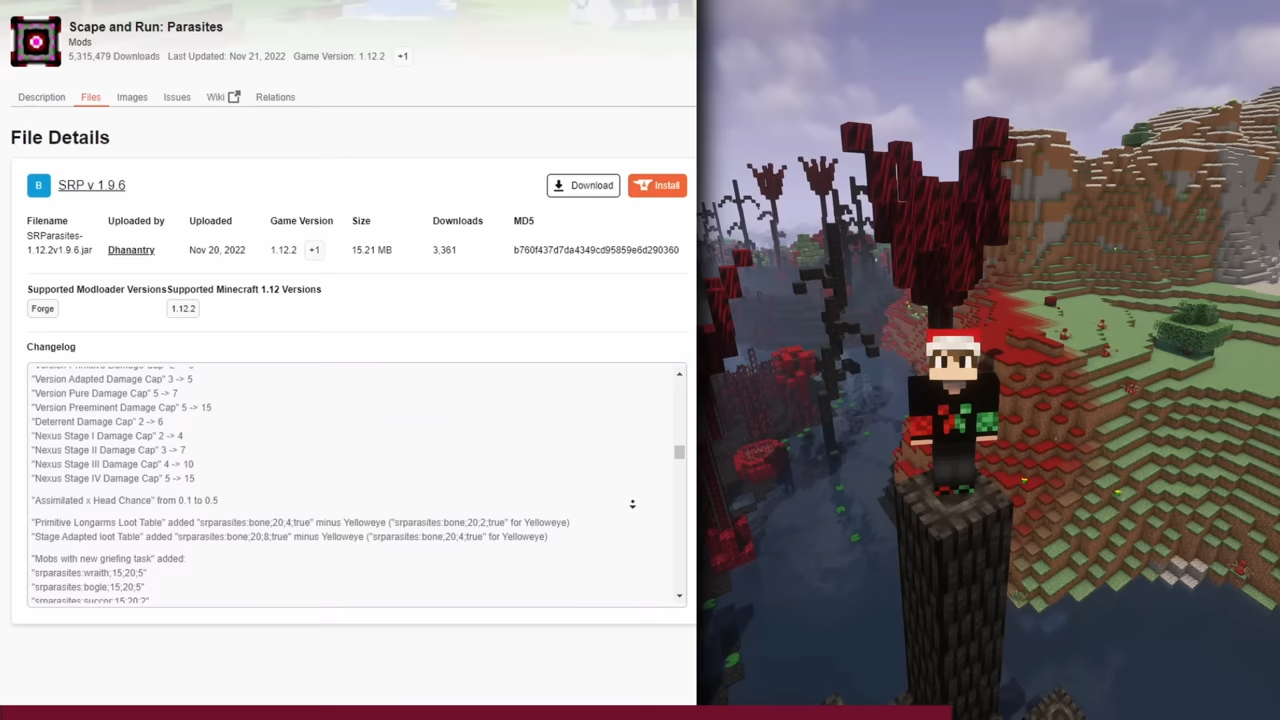 Scape and Run: Parasites
Mods
5,315,479 Downloads Last Updated: Nov 21, 2022 Game Version: 1.12.2 +1
Description Files Images Issues Wiki Relations
File Details
B SRP v 1.9.6 Download Install
Filename Uploaded by Uploaded Game Version Size Downloads MD5
SRParasites-
1.12.2v1.9.6.jar Dhanantry Nov 20, 2022 1.12.2 +1 15.21 MB 3,361 b760f437d7da4349cd95859e6d290360
Supported Modloader Versions Supported Minecraft 1.12 Versions
Forge 1.12.2
Changelog
"Version Primitive Damage Cap"
"Version Adapted Damage Cap" 3 -> 5
"Version Pure Damage Cap" 5 -> 7
"Version Preeminent Damage Cap" 5 -> 15
"Deterrent Damage Cap" 2 -> 6
"Nexus Stage I Damage Cap" 2 -> 4
"Nexus Stage II Damage Cap" 3 -> 7
"Nexus Stage III Damage Cap" 4 -> 10
"Nexus Stage IV Damage Cap" 5 -> 15
"Assimilated x Head Chance" from 0.1 to 0.5
"Primitive Longarms Loot Table" added "srparasites:bone;20;4;true" minus Yelloweye ("srparasites:bone;20;2;true" for Yelloweye)
"Stage Adapted loot Table" added "srparasites:bone;20;8;true" minus Yelloweye ("srparasites:bone;20;4;true" for Yelloweye)
"Mobs with new griefing task" added:
"srparasites:wraith;15;20;5"
"srparasites:bogle;15;20;5"
"srparasites:succor;15;20;2"